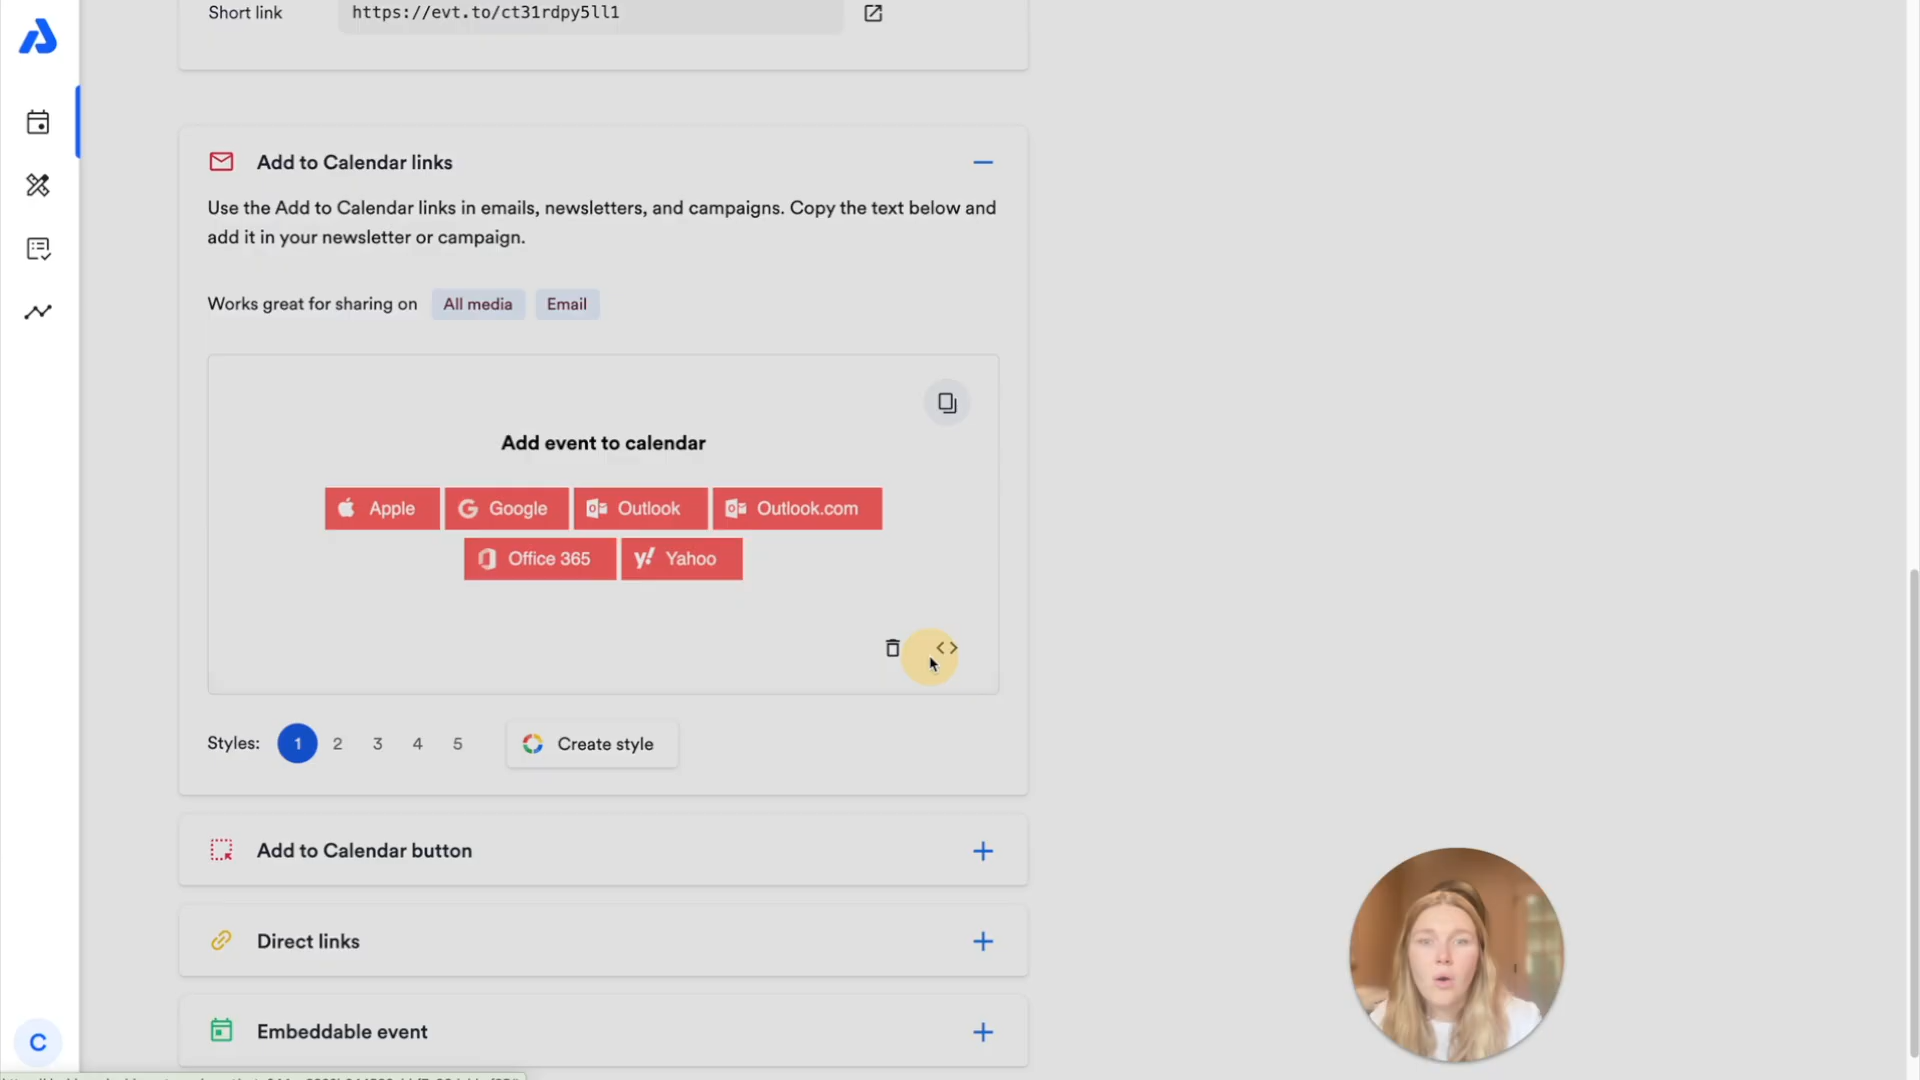 Short link
https://evt.to/ct31rdpy5ll1
Add to Calendar links
Use the Add to Calendar links in emails, newsletters, and campaigns. Copy the text below and
add it in your newsletter or campaign.
Works great for sharing on All media Email
Add event to calendar
Apple Google Outlook Outlook.com
Office 365 Yahoo
Styles: 1 2 3 4 5 Create style
Add to Calendar button
Direct links
Embeddable event
C